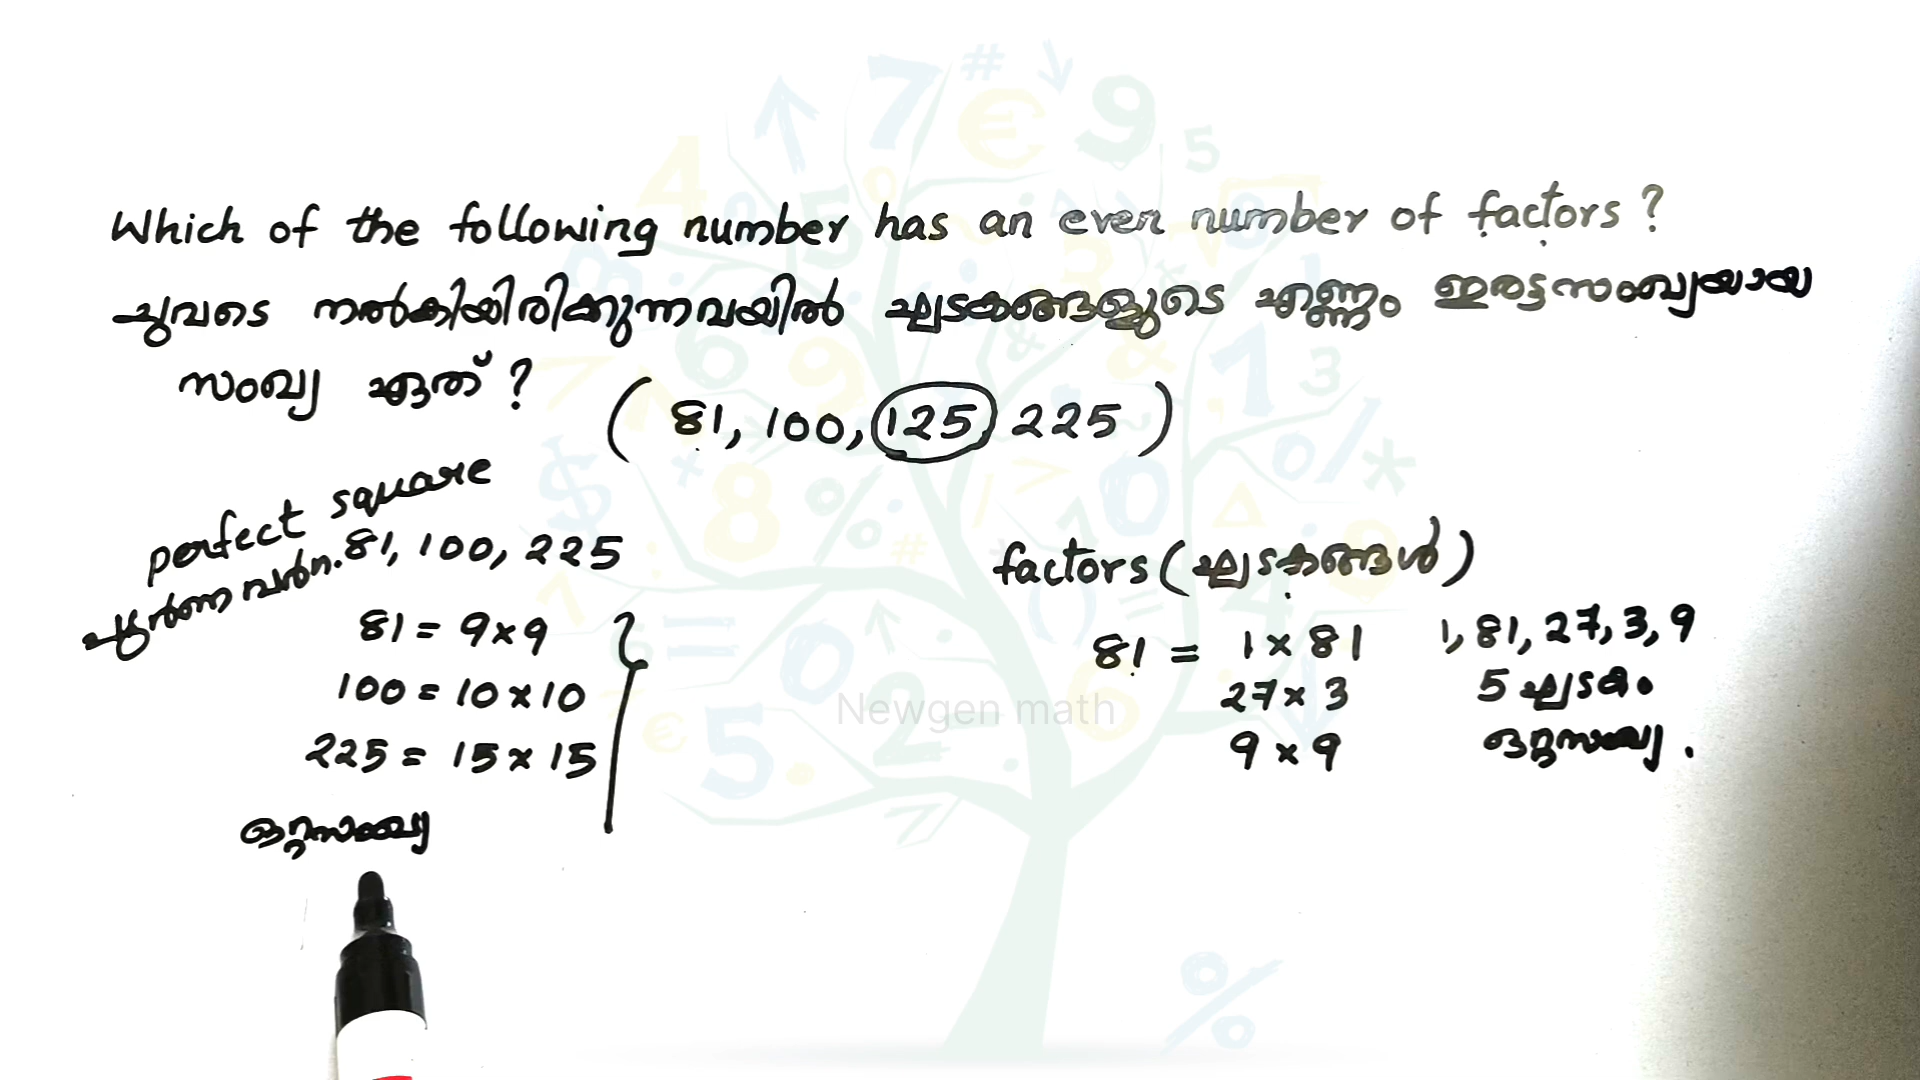 Which of the following number has an even number of factors ?
ചുവടെ നൽകിയിരിക്കുന്നവയിൽ ഘടകങ്ങളുടെ എണ്ണം ഇരട്ടസംഖ്യയായ
സംഖ്യ ഏത് ?
( 81, 100, 125, 225 )
perfect square
പൂർണ്ണ വർഗം. 81, 100, 225
81 = 9 x 9
100 = 10 x 10
225 = 15 x 15
ഒറ്റസംഖ്യ
factors ( ഘടകങ്ങൾ )
81 = 1 x 81 1, 81, 27, 3, 9
27 x 3 5 ഘടകം
9 x 9 ഒറ്റസംഖ്യ .
Newgen math